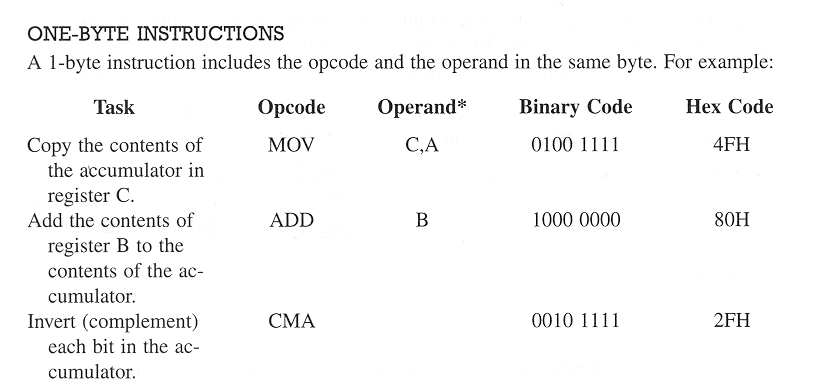 ONE-BYTE INSTRUCTIONS
A 1-byte instruction includes the opcode and the operand in the same byte. For example:
Task Opcode Operand* Binary Code Hex Code
Copy the contents of MOV C,A 0100 1111 4FH
the accumulator in
register C.
Add the contents of ADD B 1000 0000 80H
register B to the
contents of the ac-
cumulator.
Invert (complement) CMA 0010 1111 2FH
each bit in the ac-
cumulator.